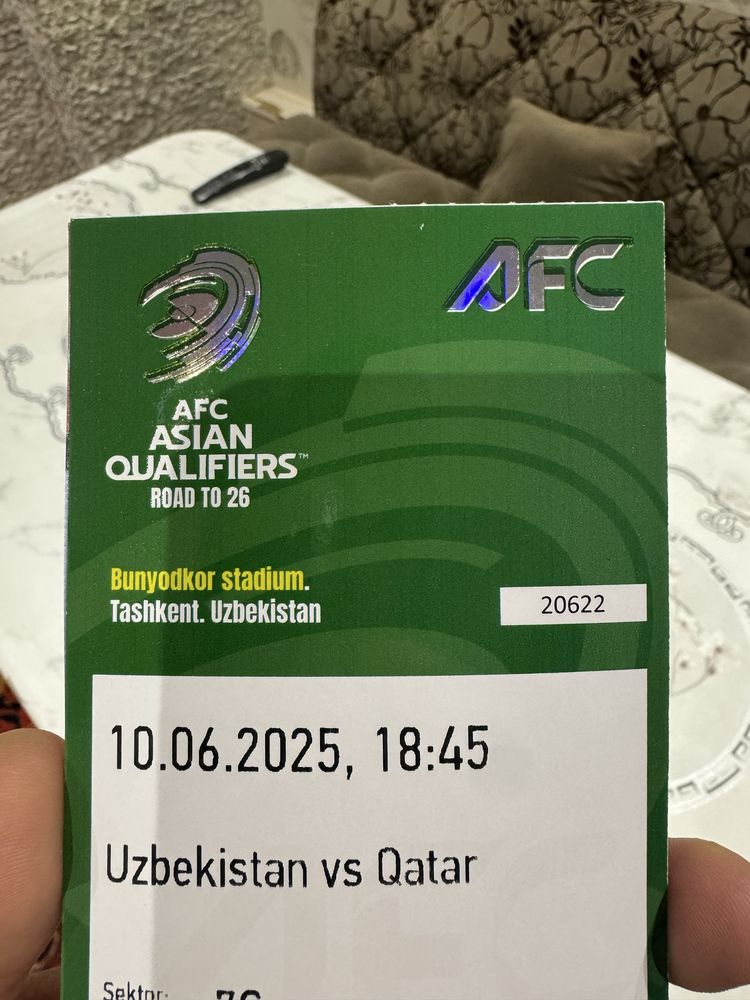 AFC
AFC
ASIAN
QUALIFIERS™
ROAD TO 26
Bunyodkor stadium.
Tashkent. Uzbekistan
20622
10.06.2025, 18:45
Uzbekistan vs Qatar
Sektor: